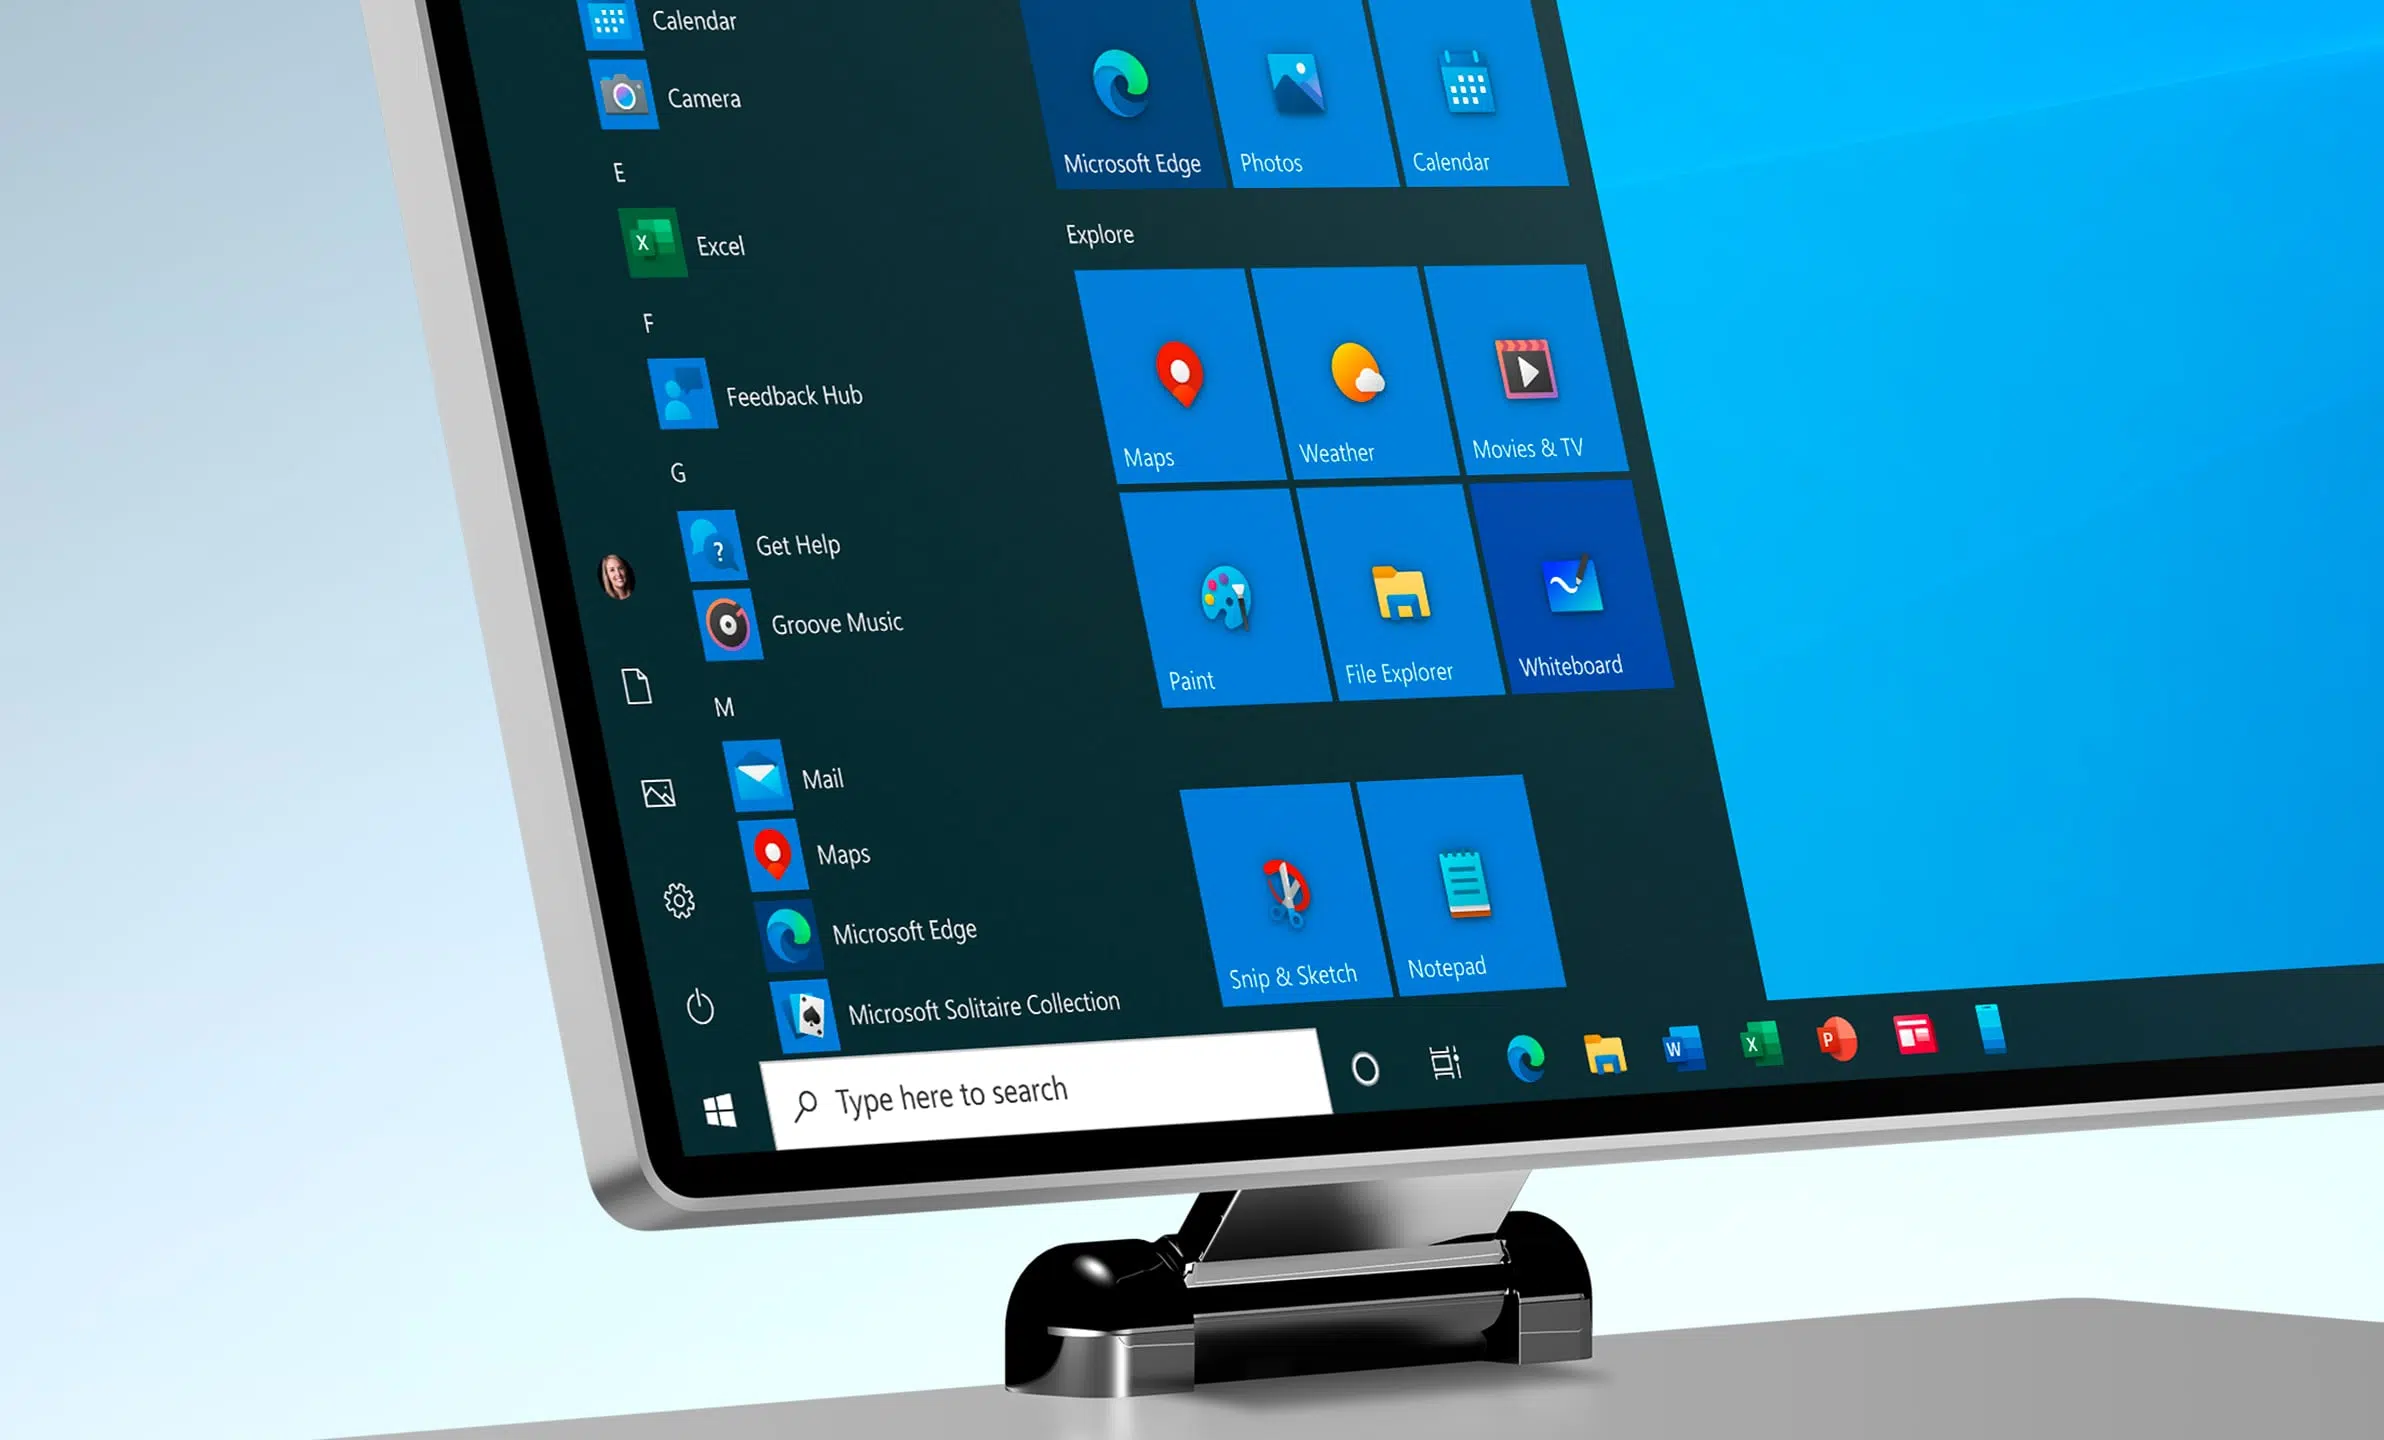 Calendar
Camera
E
Excel
F
Feedback Hub
G
Get Help
Groove Music
M
Mail
Maps
Microsoft Edge
Microsoft Solitaire Collection
Microsoft Edge
Photos
Calendar
Explore
Maps
Weather
Movies & TV
Paint
File Explorer
Whiteboard
Snip & Sketch
Notepad
Type here to search